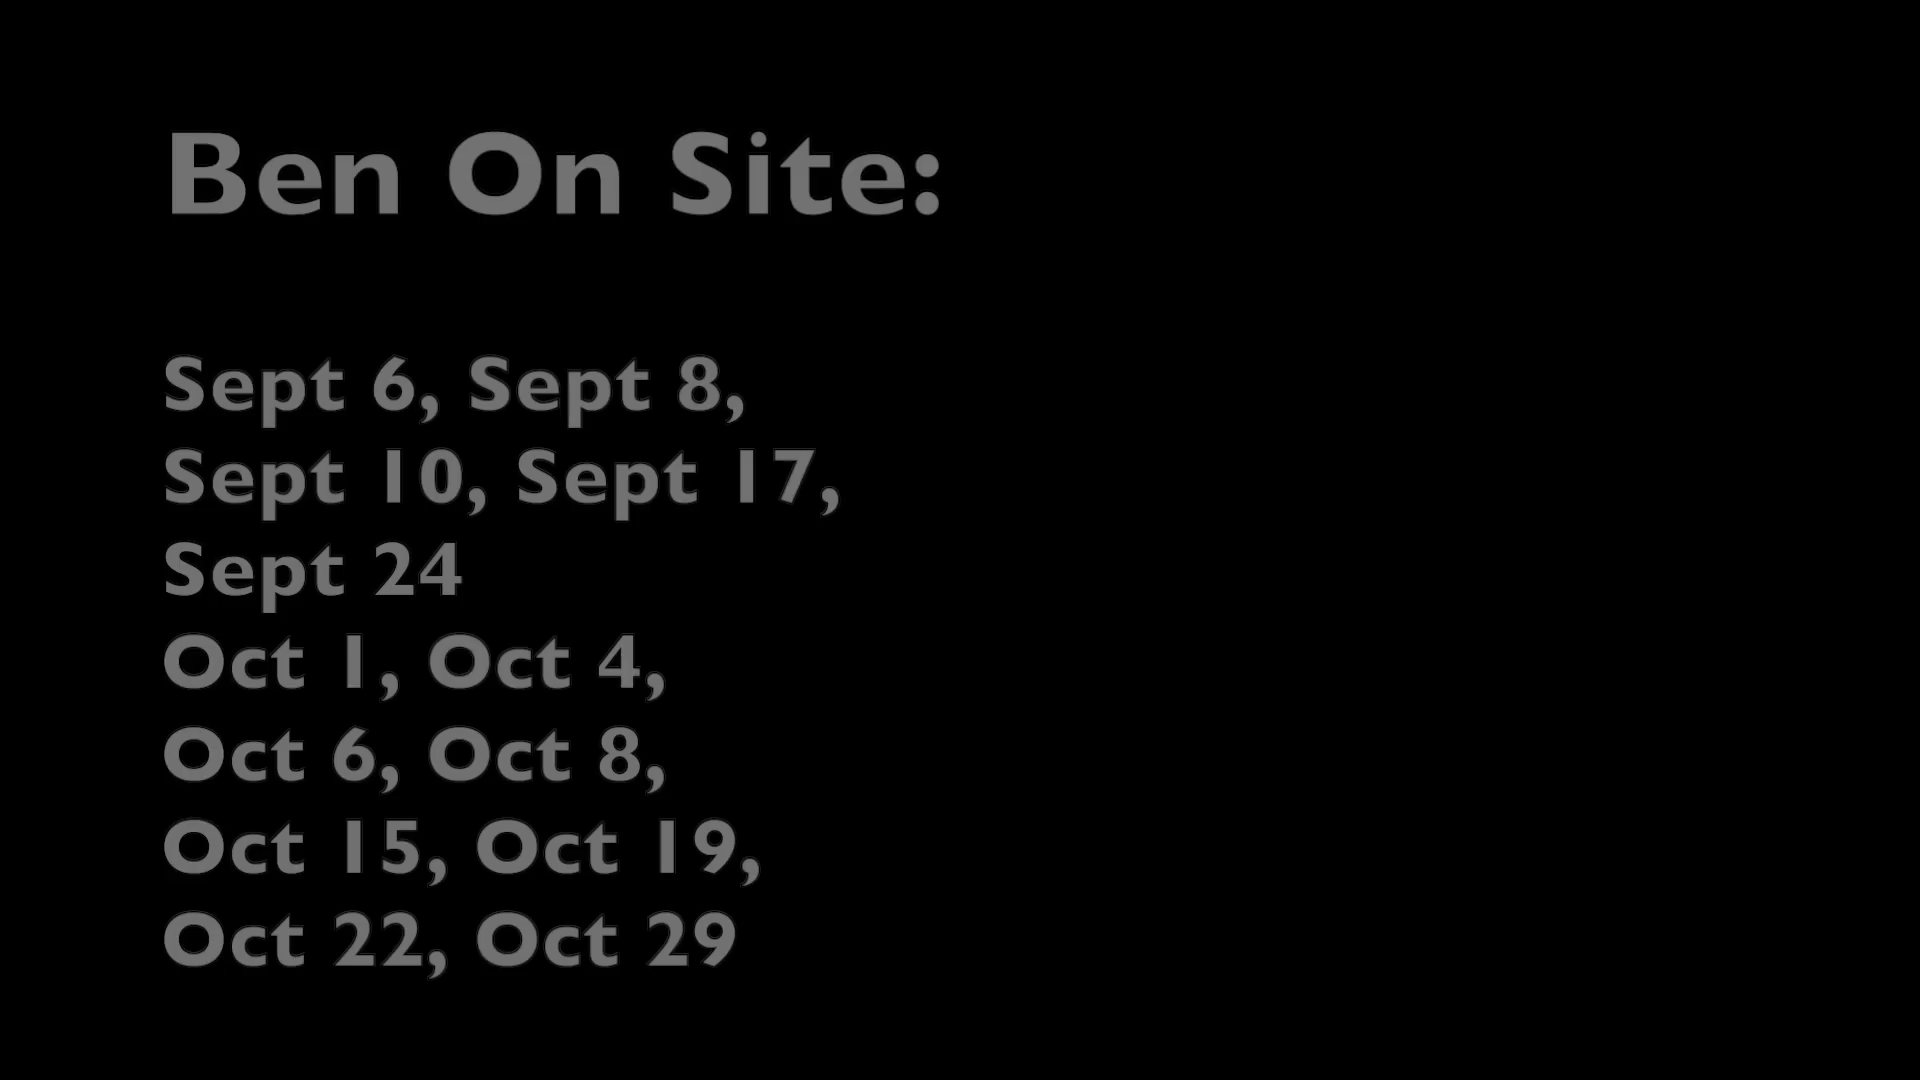 Ben On Site:
Sept 6, Sept 8,
Sept 10, Sept 17,
Sept 24
Oct 1, Oct 4,
Oct 6, Oct 8,
Oct 15, Oct 19,
Oct 22, Oct 29